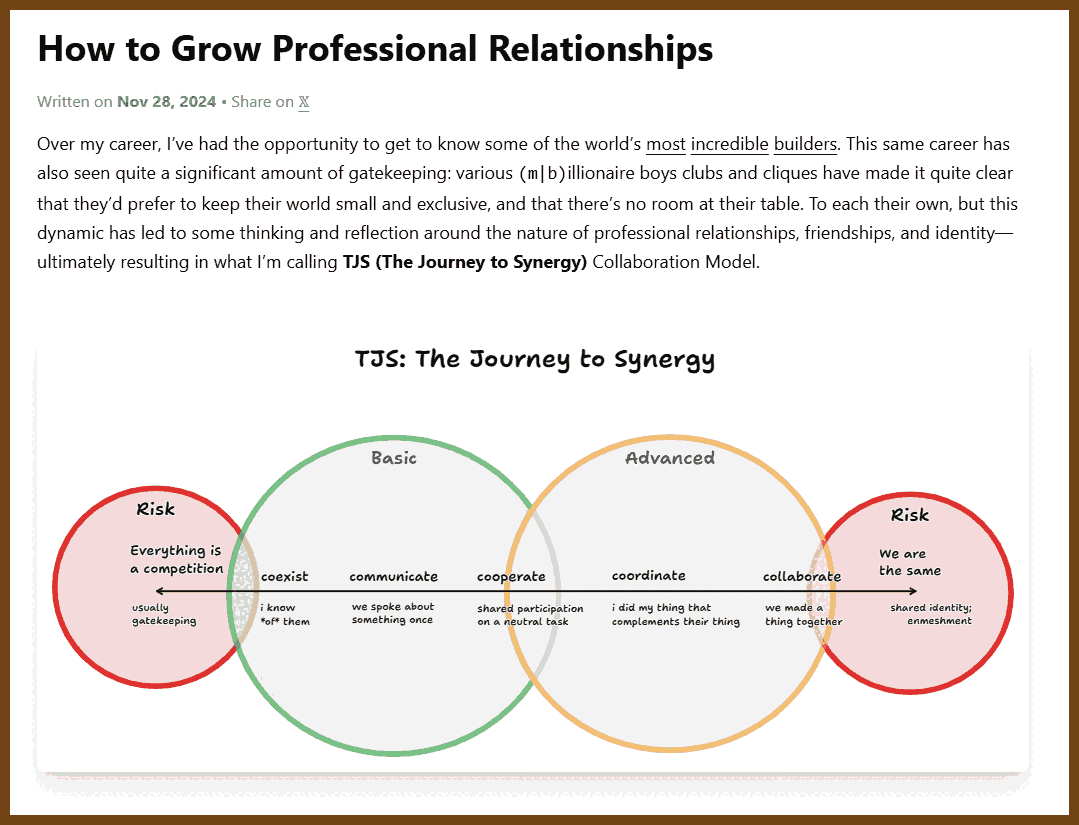 How to Grow Professional Relationships
Written on Nov 28, 2024 • Share on 𝕏
Over my career, I’ve had the opportunity to get to know some of the world’s most incredible builders. This same career has
also seen quite a significant amount of gatekeeping: various (m|b)illionaire boys clubs and cliques have made it quite clear
that they’d prefer to keep their world small and exclusive, and that there’s no room at their table. To each their own, but this
dynamic has led to some thinking and reflection around the nature of professional relationships, friendships, and identity—
ultimately resulting in what I’m calling TJS (The Journey to Synergy) Collaboration Model.
TJS: The Journey to Synergy
Risk
Everything is
a competition
usually
gatekeeping
Basic
coexist
i know
*of* them
communicate
we spoke about
something once
cooperate
shared participation
on a neutral task
Advanced
coordinate
i did my thing that
complements their thing
collaborate
we made a
thing together
Risk
We are
the same
shared identity;
enmeshment